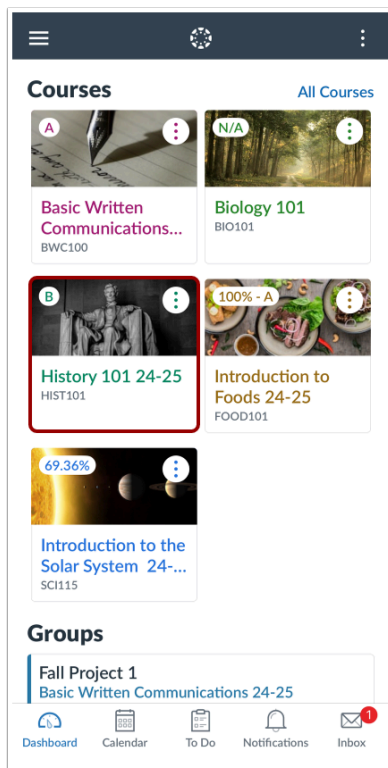 Courses
All Courses
A
N/A
Basic Written
Communications...
BWC100
Biology 101
BIO101
B
100% - A
History 101 24-25
HIST101
Introduction to
Foods 24-25
FOOD101
69.36%
Introduction to the
Solar System 24-...
SCI115
Groups
Fall Project 1
Basic Written Communications 24-25
1
Dashboard
Calendar
To Do
Notifications
Inbox